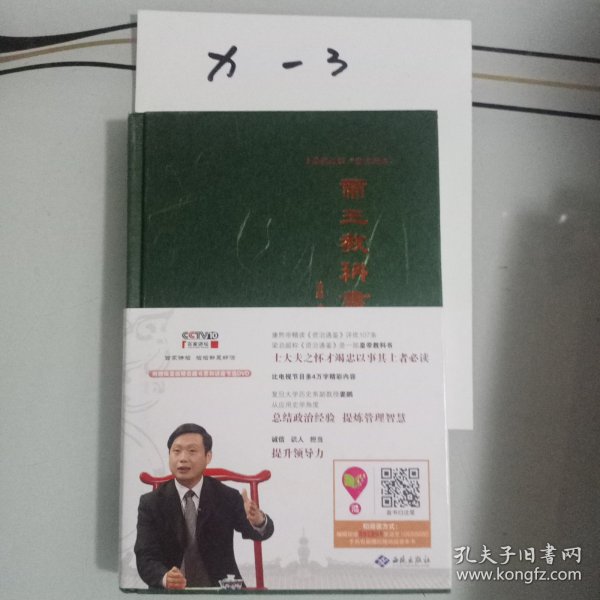 帝王教科書
CCTV10
百家讲坛
康熙帝精读《资治通鉴》评批107条
梁启超称《资治通鉴》是一部皇帝教科书
士大夫之怀才竭忠以事其上者必读
比电视节目多4万字精彩内容
复旦大学历史系副教授姜鹏
从应用史学角度
总结政治经验 提炼管理智慧
诚信 识人 担当
提升领导力
西苑出版社
孔夫子旧书网
www.kongfz.com